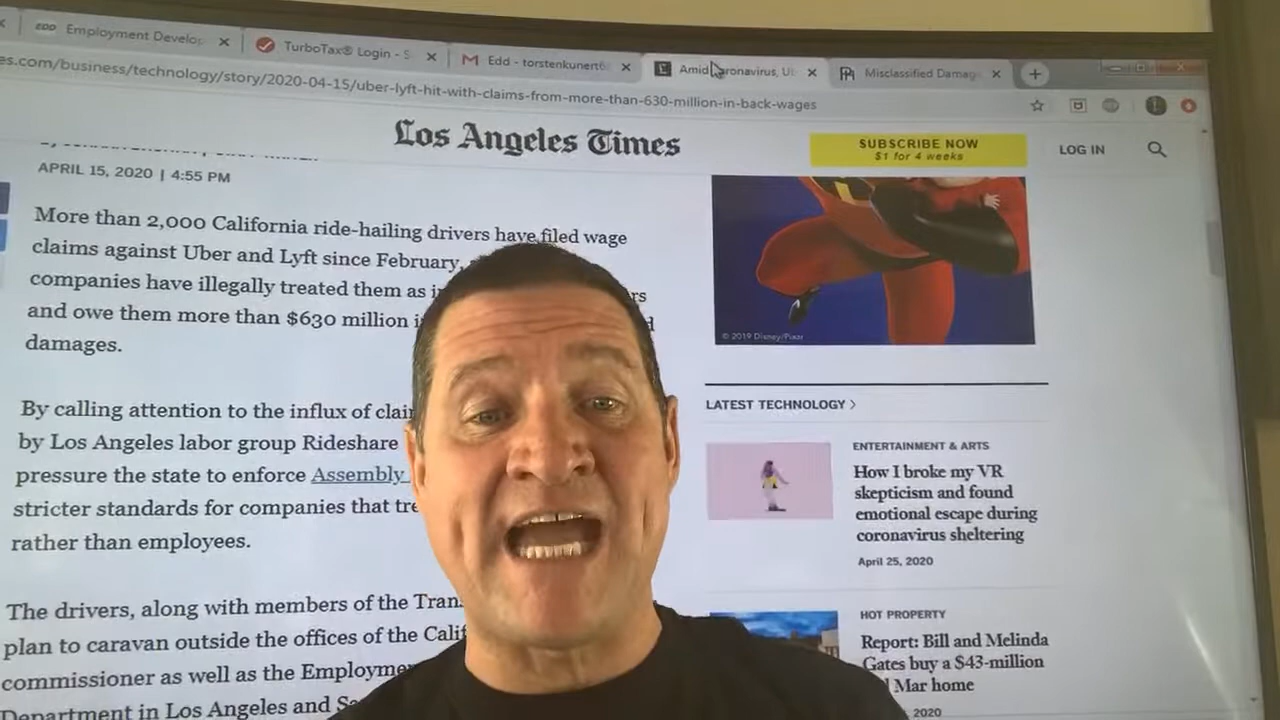 EDD Employment Develo
TurboTax® Login - S
Edd - torstenkunert6
Amid ronavirus, U
Misclassified Damag
es.com/business/technology/story/2020-04-15/uber-lyft-hit-with-claims-from-more-than-630-million-in-back-wages
Los Angeles Times
SUBSCRIBE NOW
$1 for 4 weeks
LOG IN
APRIL 15, 2020 | 4:55 PM
More than 2,000 California ride-hailing drivers have filed wage
claims against Uber and Lyft since February,
companies have illegally treated them as i rs
and owe them more than $630 million i d
damages.
By calling attention to the influx of clai
by Los Angeles labor group Rideshare
pressure the state to enforce Assembly
stricter standards for companies that tre
rather than employees.
The drivers, along with members of the Tran
plan to caravan outside the offices of the Calif
commissioner as well as the Employme
Department in Los Angeles and Sa
© 2019 Disney/Pixar
LATEST TECHNOLOGY >
ENTERTAINMENT & ARTS
How I broke my VR
skepticism and found
emotional escape during
coronavirus sheltering
April 25, 2020
HOT PROPERTY
Report: Bill and Melinda
Gates buy a $43-million
l Mar home
2020